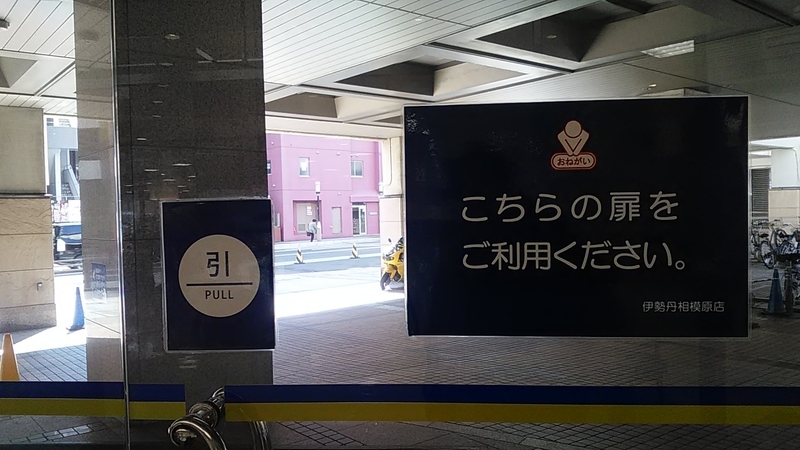 引
PULL
おねがい
こちらの扉を
ご利用ください。
伊勢丹相模原店